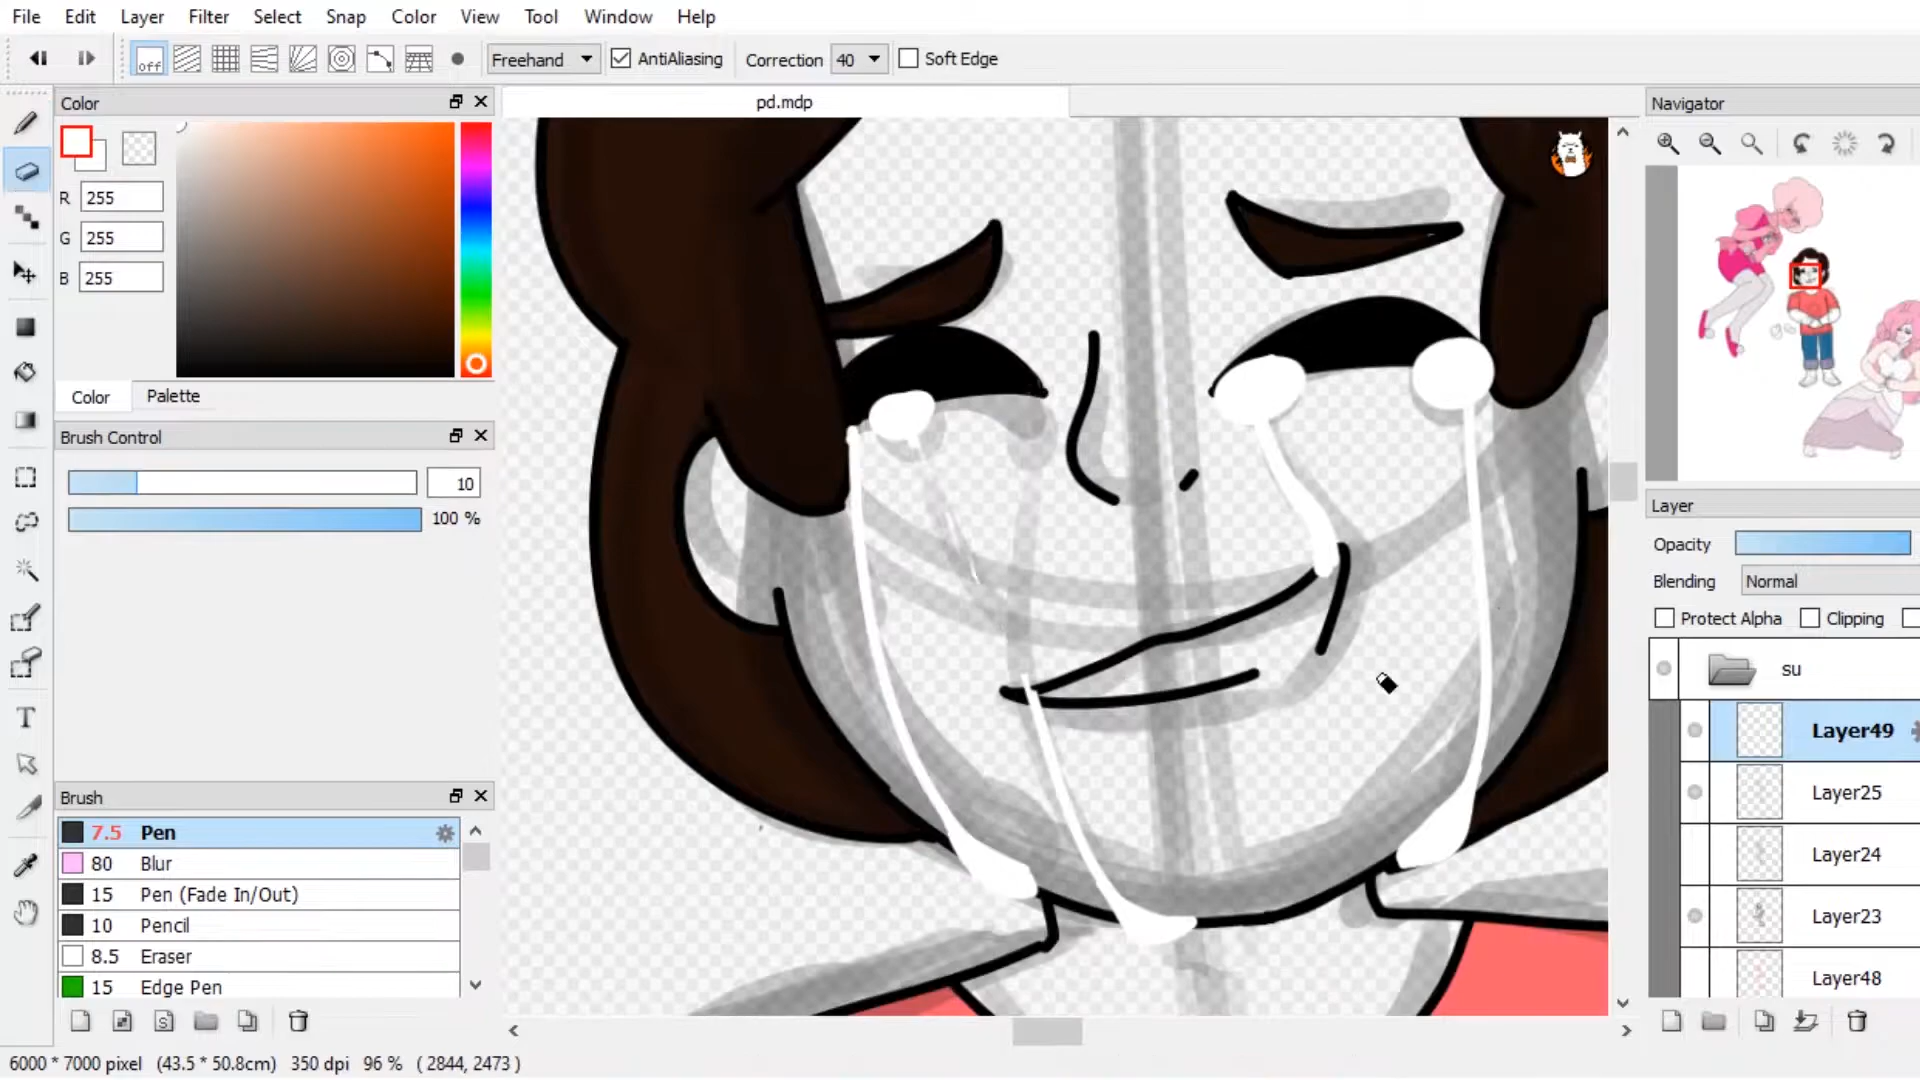 File Edit Layer Filter Select Snap Color View Tool Window Help
off Freehand AntiAliasing Correction 40 Soft Edge
Color
pd.mdp
Navigator
R 255
G 255
B 255
Color Palette
Brush Control
10
100 %
Layer
Opacity
Blending Normal
Protect Alpha Clipping
su
Layer49
Layer25
Layer24
Layer23
Layer48
Brush
7.5 Pen
80 Blur
15 Pen (Fade In/Out)
10 Pencil
8.5 Eraser
15 Edge Pen
6000 * 7000 pixel (43.5 * 50.8cm) 350 dpi 96 % ( 2844, 2473 )